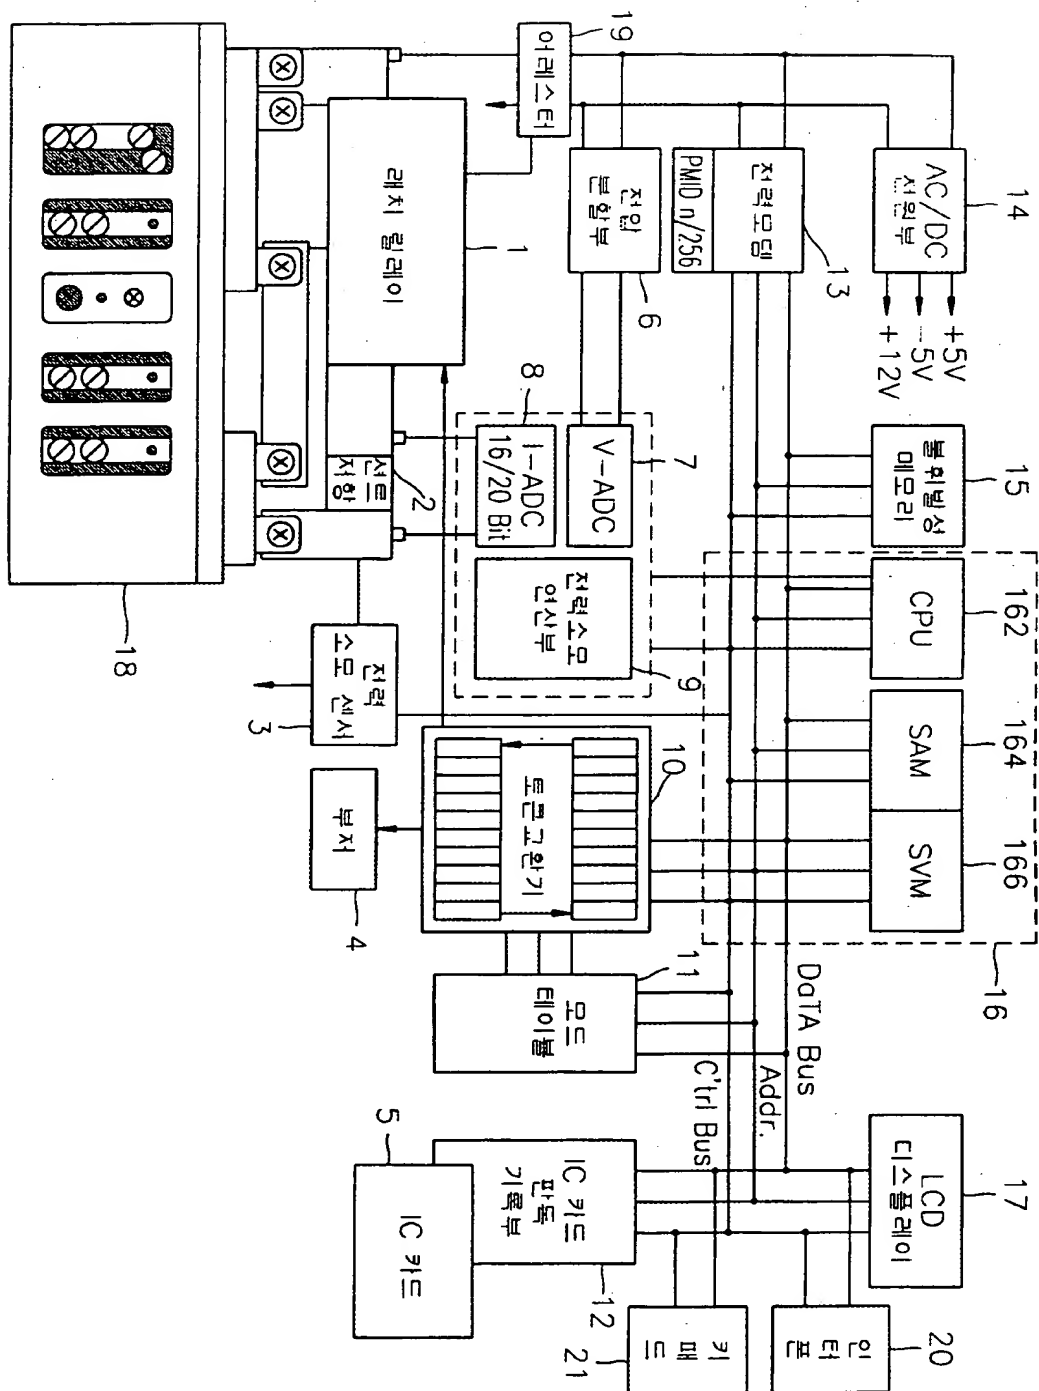 14
AC/DC
전원부
+5V
-5V
+12V
15
불휘발성
메모리
162
CPU
164
SAM
166
SVM
16
17
LCD
디스플레이
20
인터폰
13
전력모뎀
PMID n/256
DaTA Bus
Addr.
C'trl Bus
21
키패드
19
어레스터
6
전압
분할부
7
V-ADC
8
I-ADC
16/20 Bit
9
전력소모
연산부
10
토큰교환기
11
모드
테이블
12
IC 카드
판독
기록부
5
IC 카드
1
래치 릴레이
2
션트
저항
3
전력
소모 센서
4
부저
18